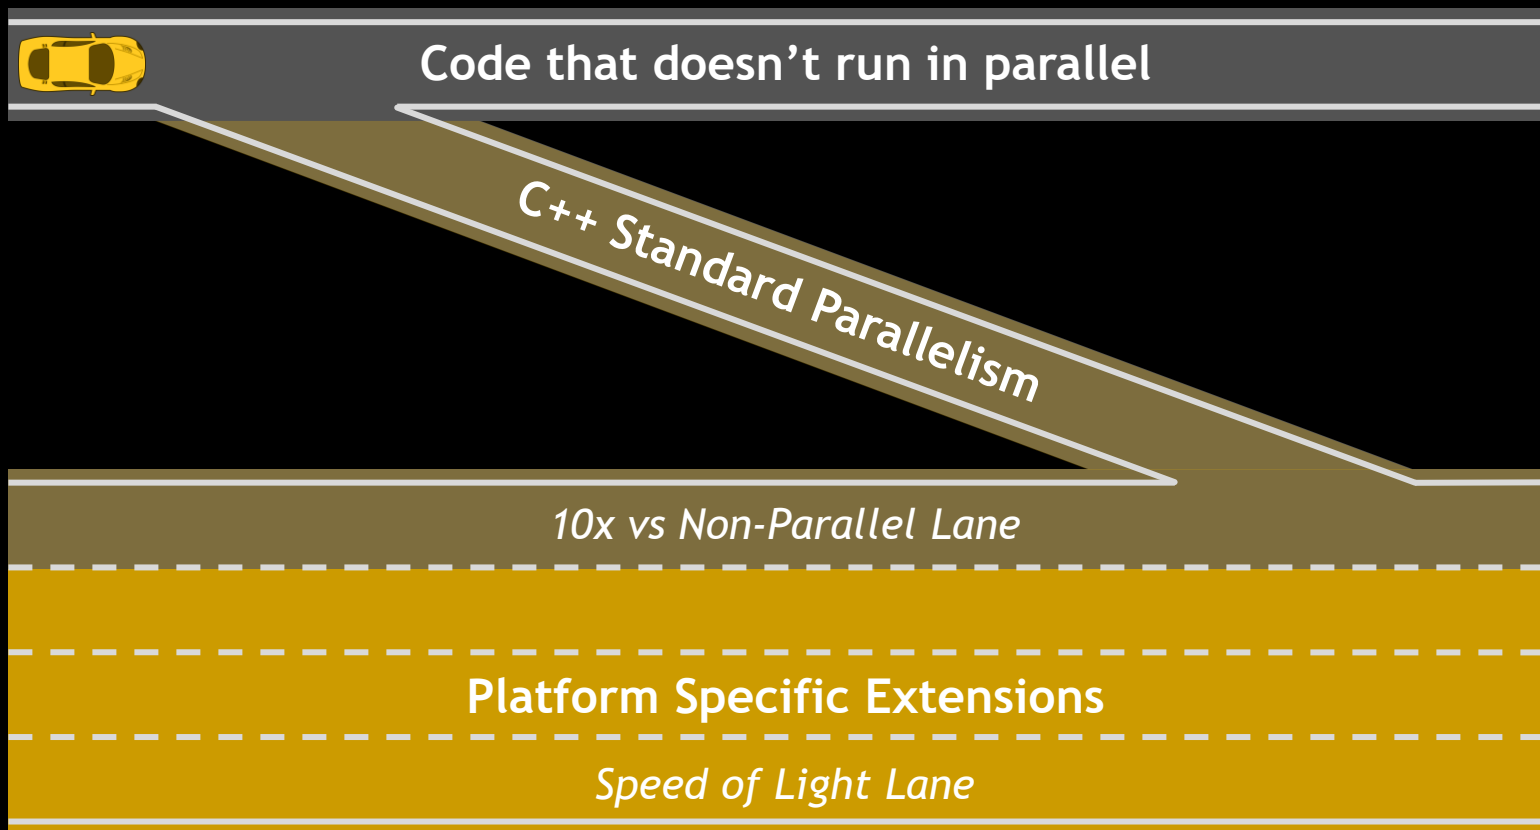 Code that doesn’t run in parallel
C++ Standard Parallelism
10x vs Non-Parallel Lane
Platform Specific Extensions
Speed of Light Lane